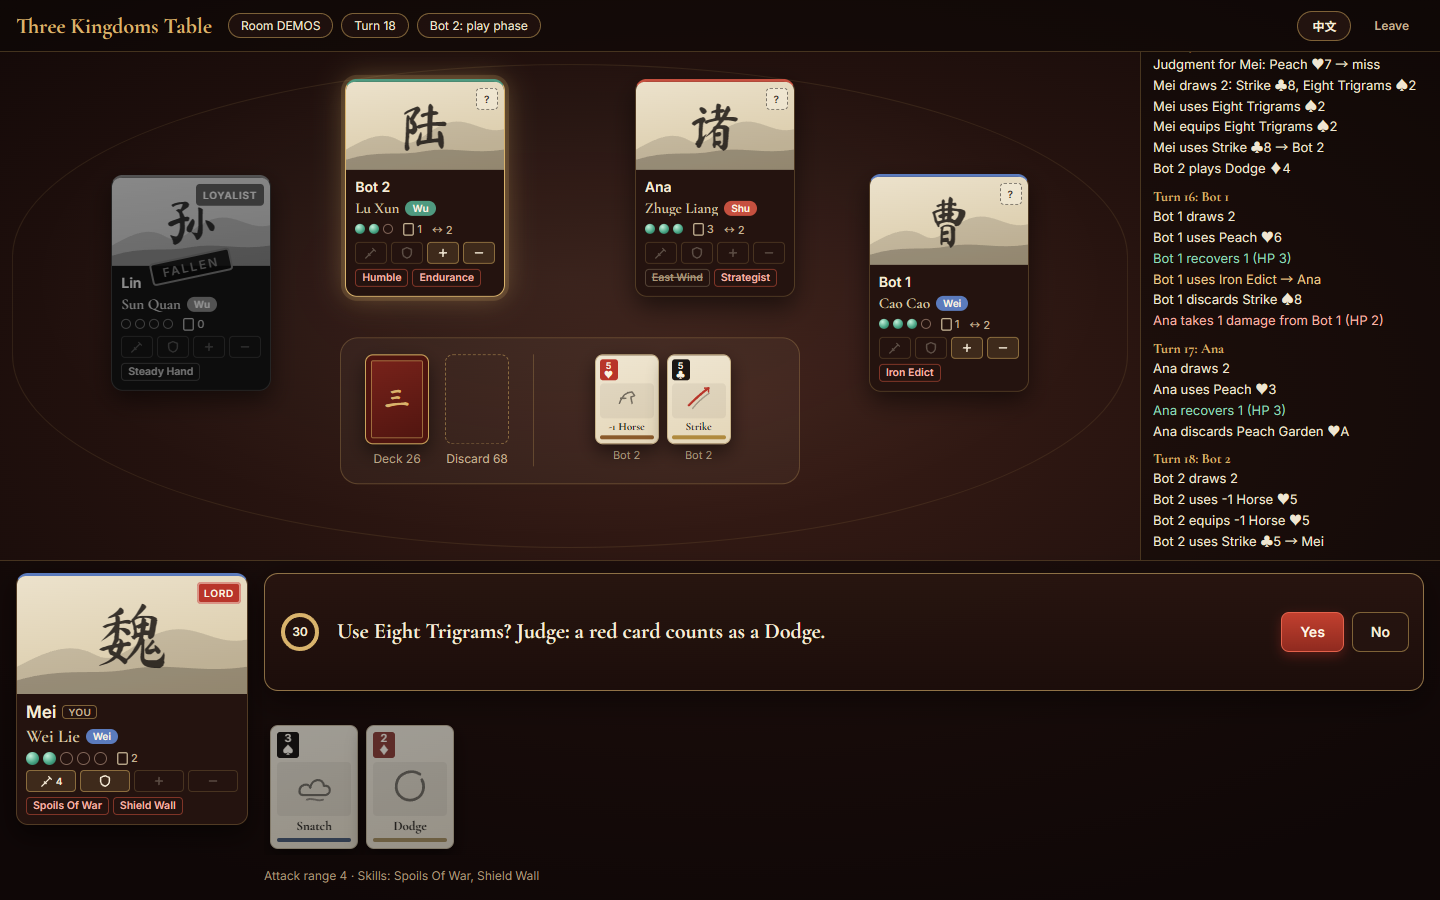 Three Kingdoms Table
Room DEMOS
Turn 18
Bot 2: play phase
中文
Leave
LOYALIST
孙
FALLEN
Lin
Sun Quan Wu
0
+ −
Steady Hand
?
陆
Bot 2
Lu Xun Wu
1 ↔ 2
+ −
Humble Endurance
?
诸
Ana
Zhuge Liang Shu
3 ↔ 2
+ −
East Wind Strategist
?
曹
Bot 1
Cao Cao Wei
1 ↔ 2
+ −
Iron Edict
三
Deck 26
Discard 68
5 ♥
-1 Horse
Bot 2
5 ♣
Strike
Bot 2
Judgment for Mei: Peach ♥7 → miss
Mei draws 2: Strike ♣8, Eight Trigrams ♠2
Mei uses Eight Trigrams ♠2
Mei equips Eight Trigrams ♠2
Mei uses Strike ♣8 → Bot 2
Bot 2 plays Dodge ♦4
Turn 16: Bot 1
Bot 1 draws 2
Bot 1 uses Peach ♥6
Bot 1 recovers 1 (HP 3)
Bot 1 uses Iron Edict → Ana
Bot 1 discards Strike ♠8
Ana takes 1 damage from Bot 1 (HP 2)
Turn 17: Ana
Ana draws 2
Ana uses Peach ♥3
Ana recovers 1 (HP 3)
Ana discards Peach Garden ♥A
Turn 18: Bot 2
Bot 2 draws 2
Bot 2 uses -1 Horse ♥5
Bot 2 equips -1 Horse ♥5
Bot 2 uses Strike ♣5 → Mei
LORD
魏
Mei YOU
Wei Lie Wei
2
4 + −
Spoils Of War Shield Wall
30
Use Eight Trigrams? Judge: a red card counts as a Dodge.
Yes
No
3 ♠
Snatch
2 ♦
Dodge
Attack range 4 · Skills: Spoils Of War, Shield Wall